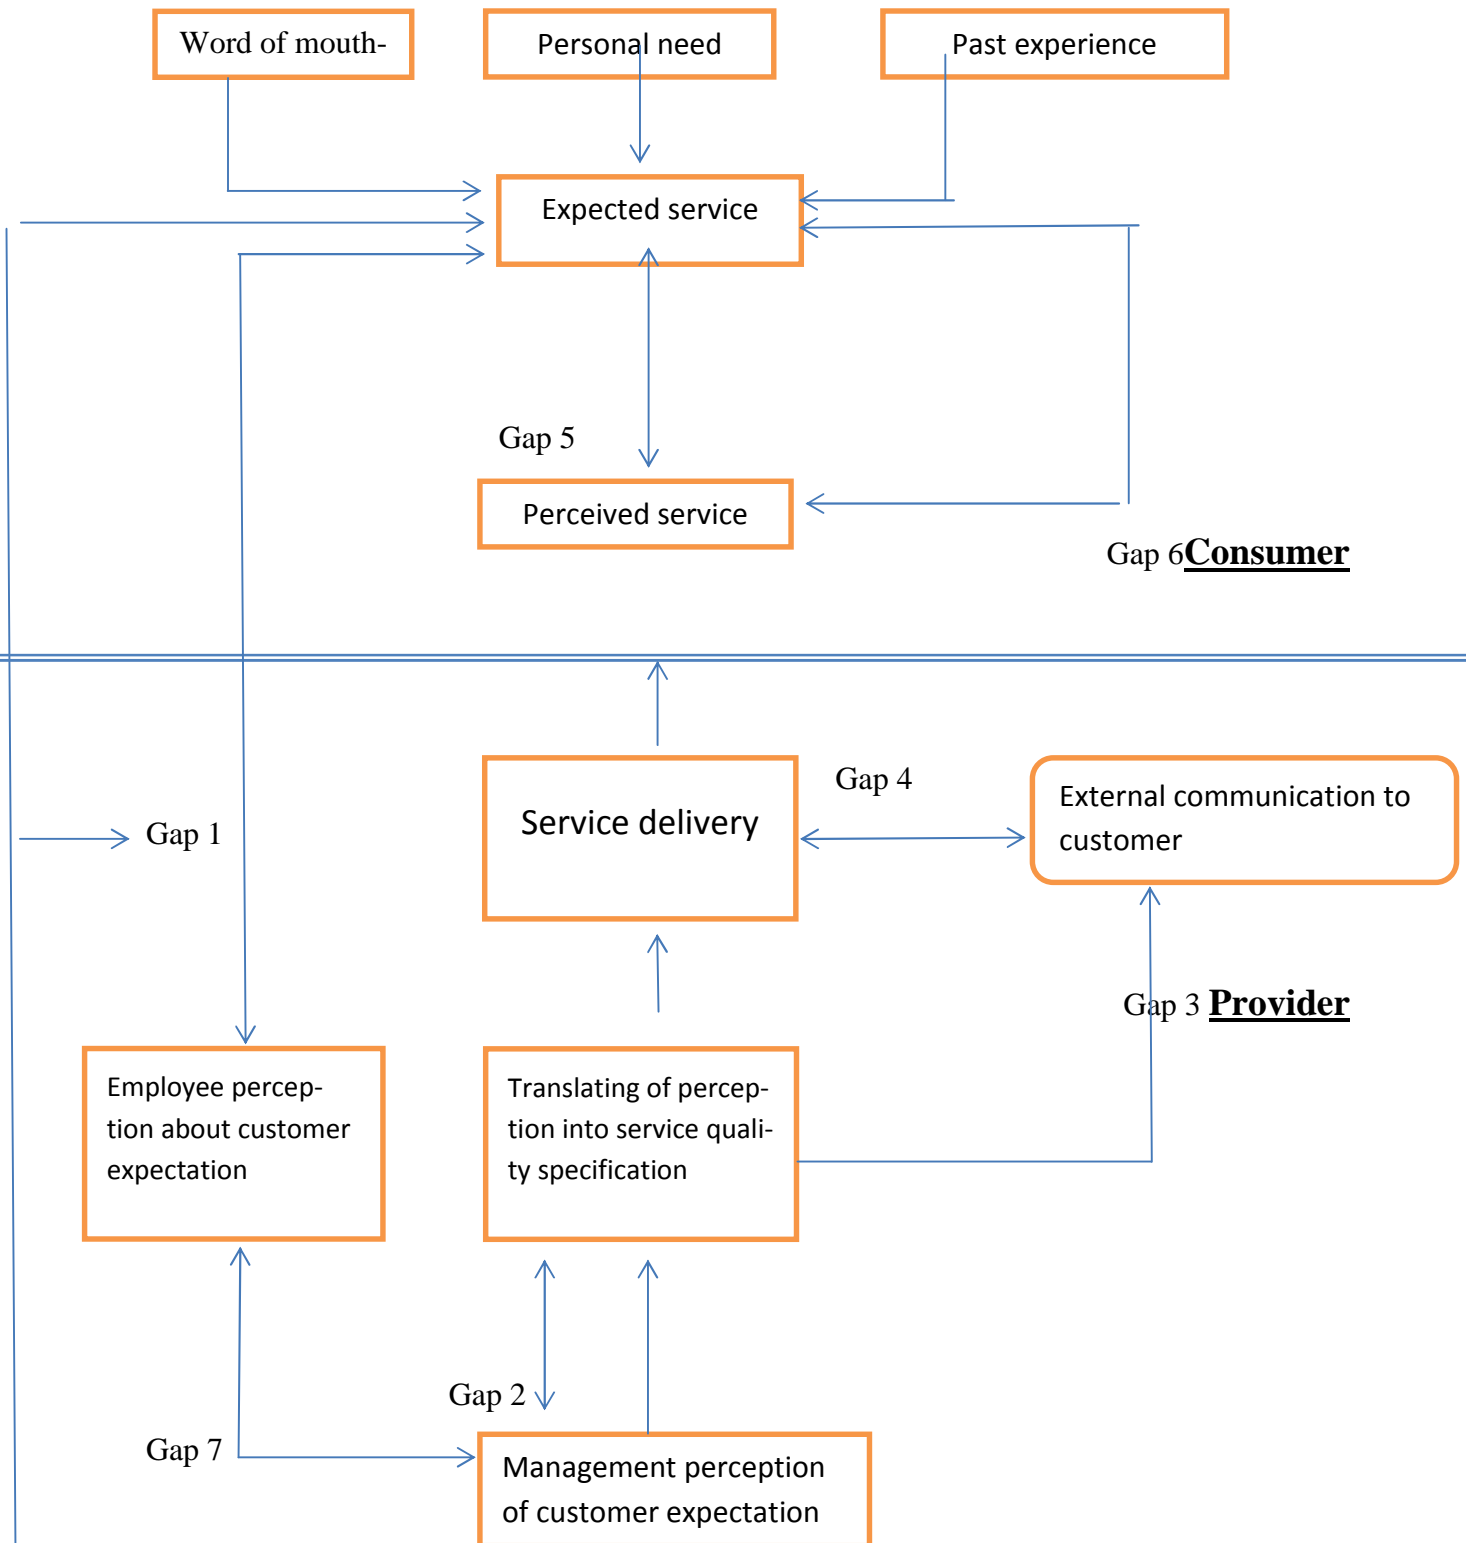 Word of mouth-
Personal need
Past experience
Expected service
Gap 5
Perceived service
Gap 6 Consumer
Gap 4
External communication to
customer
Service delivery
Gap 1
Gap 3 Provider
Employee percep-
tion about customer
expectation
Translating of percep-
tion into service quali-
ty specification
Gap 2
Gap 7
Management perception
of customer expectation